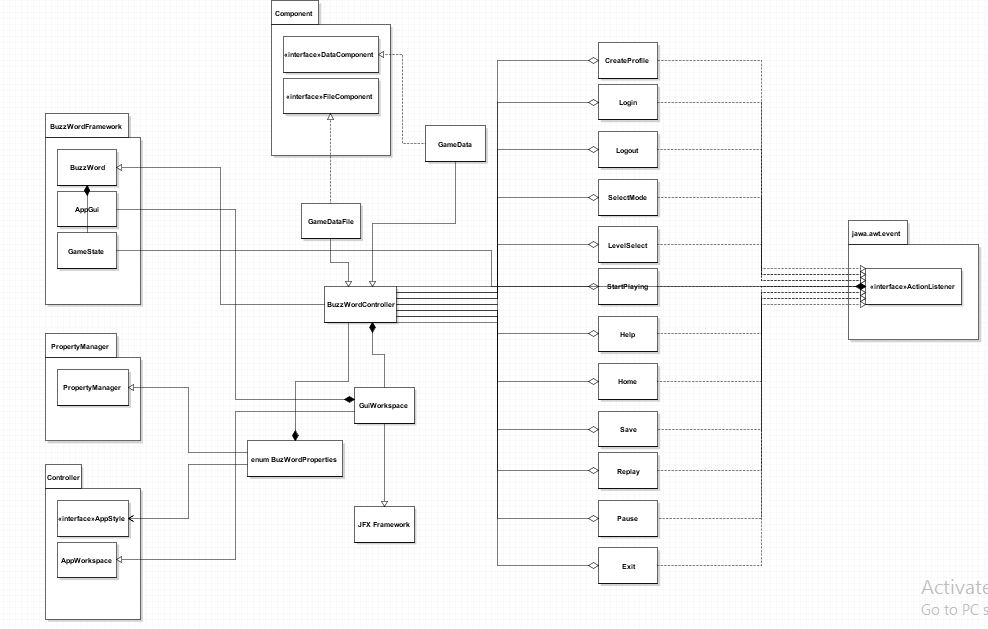 Component
«interface»DataComponent
«interface»FileComponent
CreateProfile
Login
BuzzWordFramework
GameData
BuzzWord
Logout
SelectMode
AppGui
GameDataFile
jawa.awt.event
LevelSelect
GameState
StartPlaying
«interface»ActionListener
BuzzWordController
Help
PropertyManager
PropertyManager
Home
GuiWorkspace
Save
enum BuzWordProperties
Replay
Controller
«interface»AppStyle
JFX Framework
Pause
AppWorkspace
Exit
Activate
Go to PC s